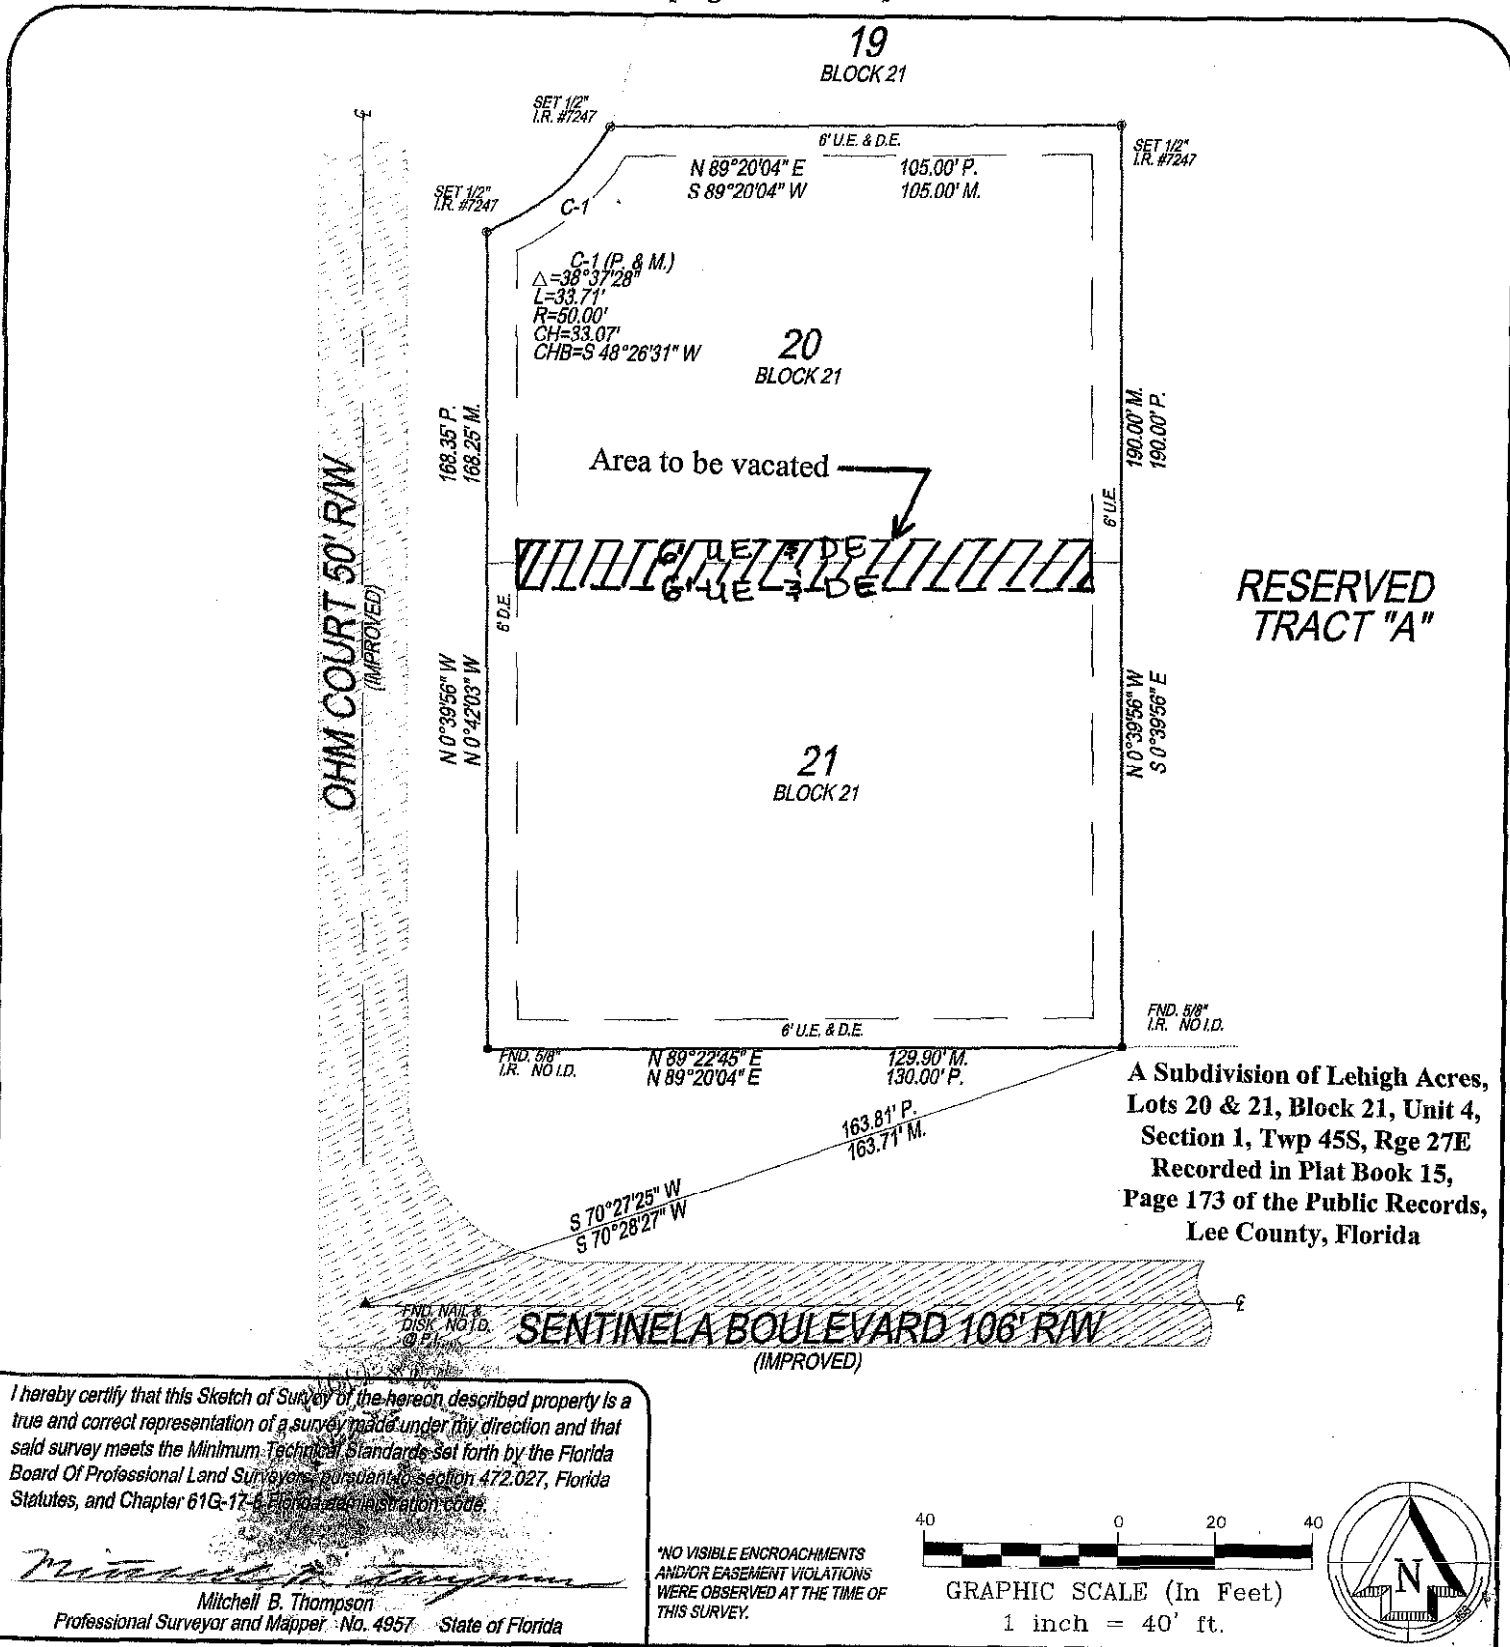 19
BLOCK 21
SET 1/2"
I.R. #7247
SET 1/2"
I.R. #7247
SET 1/2"
I.R. #7247
6' U.E. & D.E.
N 89°20'04" E 105.00' P.
S 89°20'04" W 105.00' M.
C-1
C-1 (P. & M.)
△=38°37'28"
L=33.71'
R=50.00'
CH=33.07'
CHB=S 48°26'31" W
20
BLOCK 21
168.35' P.
168.25' M.
190.00' M.
190.00' P.
Area to be vacated
6' U.E.
6' UE & DE
6' UE & DE
6' D.E.
OHM COURT 50' R/W
(IMPROVED)
RESERVED
TRACT "A"
N 0°39'56" W
N 0°42'03" W
N 0°39'56" W
S 0°39'56" E
21
BLOCK 21
6' U.E. & D.E.
FND. 5/8"
I.R. NO I.D.
FND. 5/8"
I.R. NO I.D.
N 89°22'45" E 129.90' M.
N 89°20'04" E 130.00' P.
163.81' P.
163.71' M.
S 70°27'25" W
S 70°28'27" W
A Subdivision of Lehigh Acres,
Lots 20 & 21, Block 21, Unit 4,
Section 1, Twp 45S, Rge 27E
Recorded in Plat Book 15,
Page 173 of the Public Records,
Lee County, Florida
FND. NAIL &
DISK NO I.D.
@ P.I.
SENTINELA BOULEVARD 106' R/W
(IMPROVED)
I hereby certify that this Sketch of Survey of the hereon described property is a
true and correct representation of a survey made under my direction and that
said survey meets the Minimum Technical Standards set forth by the Florida
Board Of Professional Land Surveyors, pursuant to section 472.027, Florida
Statutes, and Chapter 61G-17-6 Florida administration code.
Mitchell B. Thompson
Professional Surveyor and Mapper No. 4957 State of Florida
*NO VISIBLE ENCROACHMENTS
AND/OR EASEMENT VIOLATIONS
WERE OBSERVED AT THE TIME OF
THIS SURVEY.
40 0 20 40
GRAPHIC SCALE (In Feet)
1 inch = 40' ft.
N